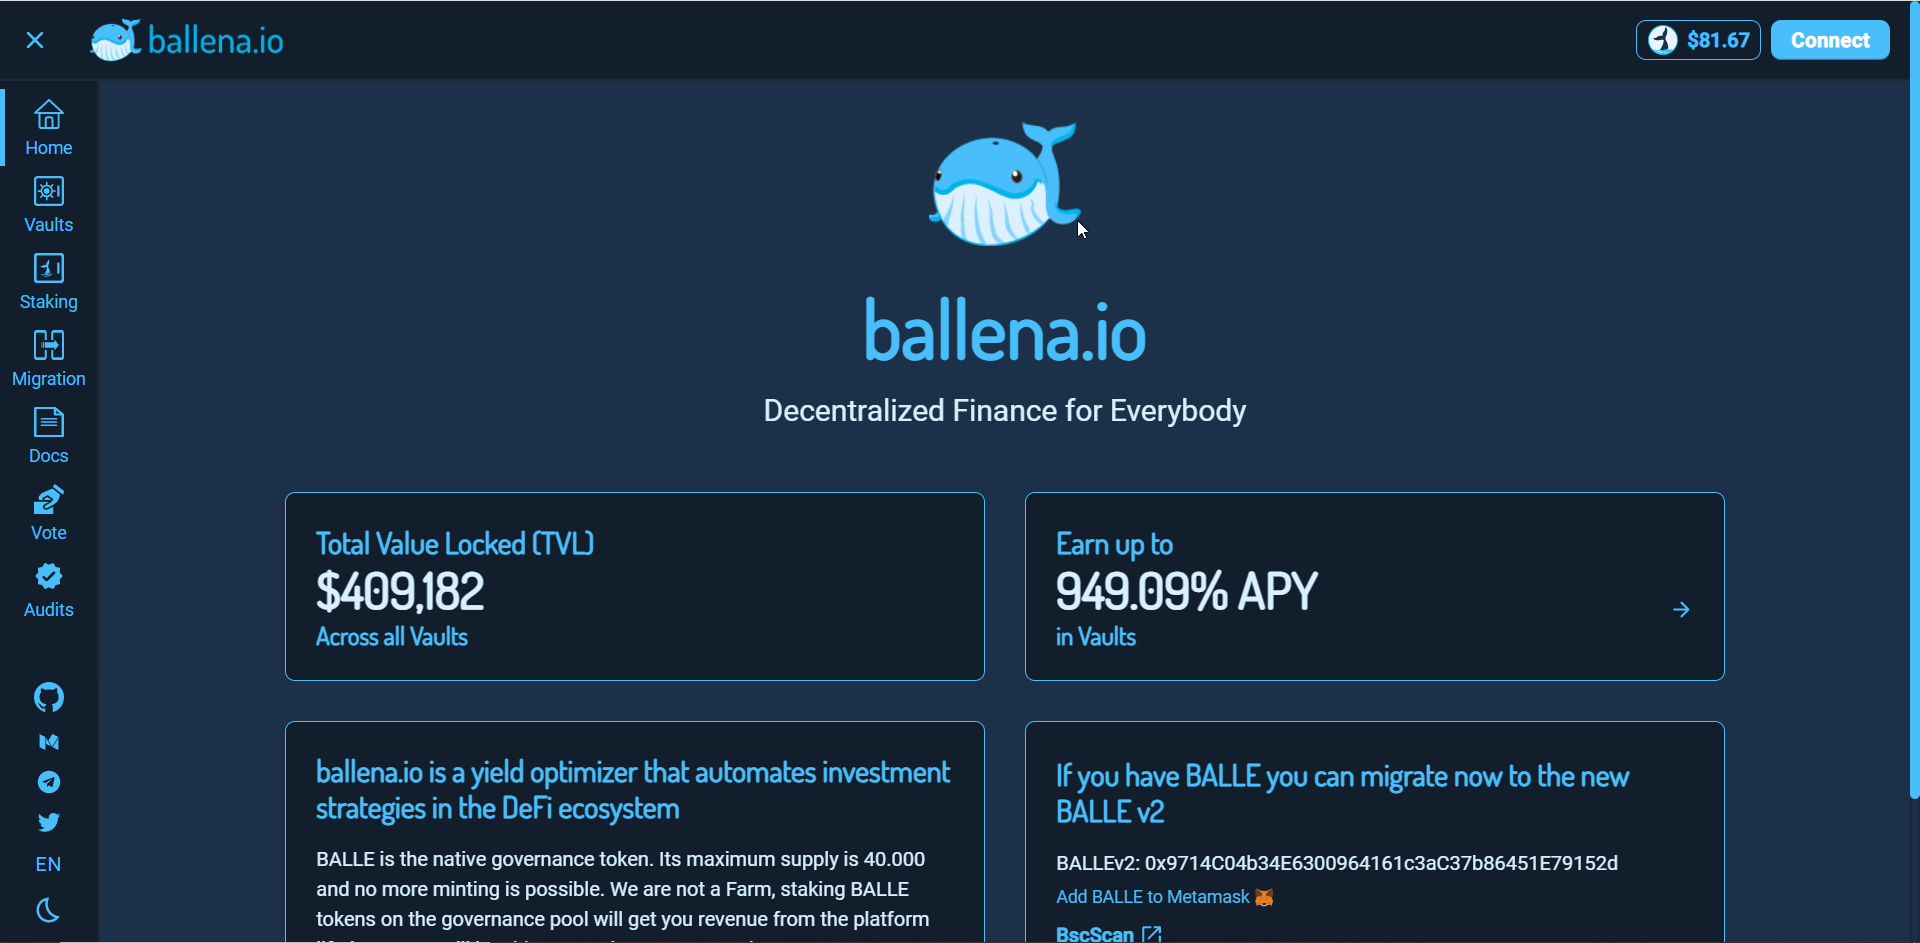 ballena.io
$81.67
Connect
Home
Vaults
Staking
Migration
Docs
Vote
Audits
EN
ballena.io
Decentralized Finance for Everybody
Total Value Locked (TVL)
$409,182
Across all Vaults
Earn up to
949.09% APY
in Vaults
ballena.io is a yield optimizer that automates investment
strategies in the DeFi ecosystem
BALLE is the native governance token. Its maximum supply is 40.000
and no more minting is possible. We are not a Farm, staking BALLE
tokens on the governance pool will get you revenue from the platform
If you have BALLE you can migrate now to the new
BALLE v2
BALLEv2: 0x9714C04b34E6300964161c3aC37b86451E79152d
Add BALLE to Metamask
BscScan